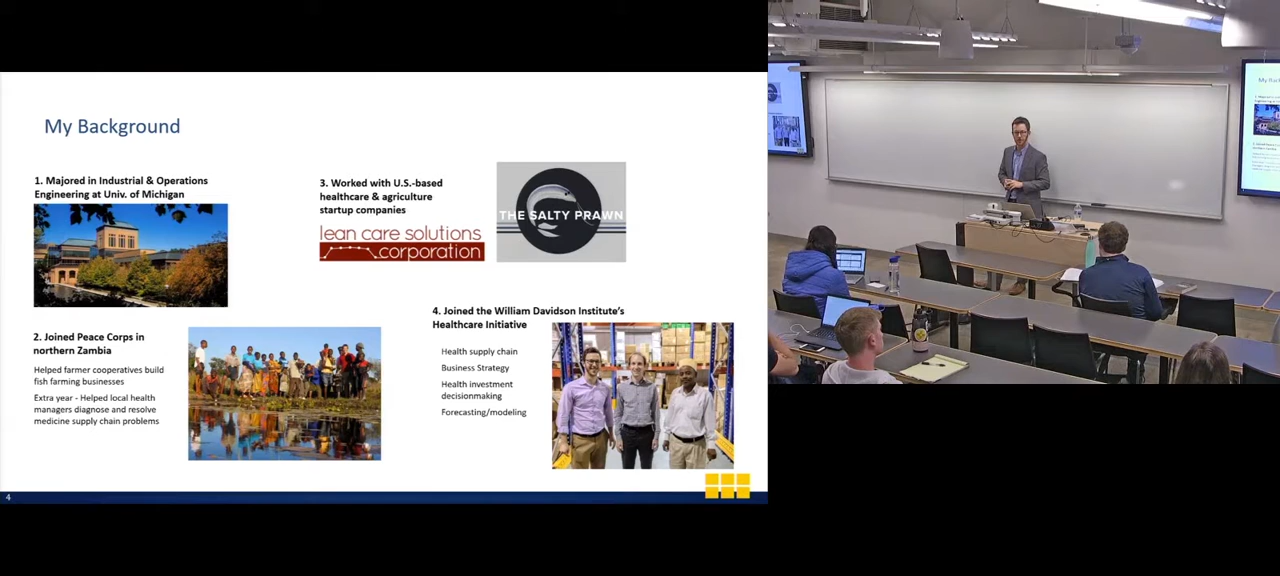 My Background
1. Majored in Industrial & Operations
Engineering at Univ. of Michigan
2. Joined Peace Corps in
northern Zambia
Helped farmer cooperatives build
fish farming businesses
Extra year - Helped local health
managers diagnose and resolve
medicine supply chain problems
3. Worked with U.S.-based
healthcare & agriculture
startup companies
lean care solutions
corporation
THE SALTY PRAWN
4. Joined the William Davidson Institute's
Healthcare Initiative
Health supply chain
Business Strategy
Health investment
decisionmaking
Forecasting/modeling
4
My Back